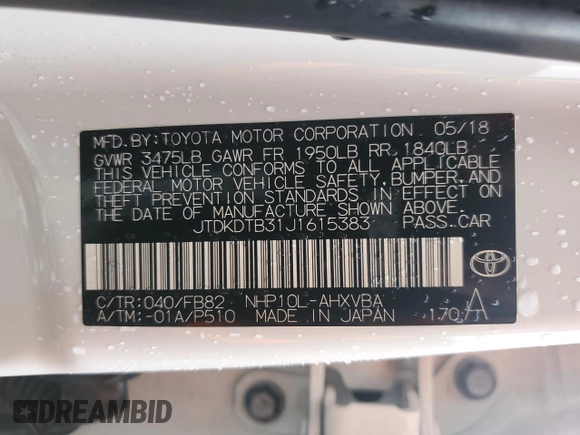 MFD.BY:TOYOTA MOTOR CORPORATION 05/18
GVWR 3475LB GAWR FR 1950LB RR 1840LB
THIS VEHICLE CONFORMS TO ALL APPLICABLE
FEDERAL MOTOR VEHICLE SAFETY,BUMPER,AND
THEFT PREVENTION STANDARDS IN EFFECT ON
THE DATE OF MANUFACTURE SHOWN ABOVE.
JTDKDTB31J1615383 PASS.CAR
C/TR:040/FB82 NHP10L-AHXVBA A
A/TM:-01A/P510 MADE IN JAPAN 170-7
DREAMBID